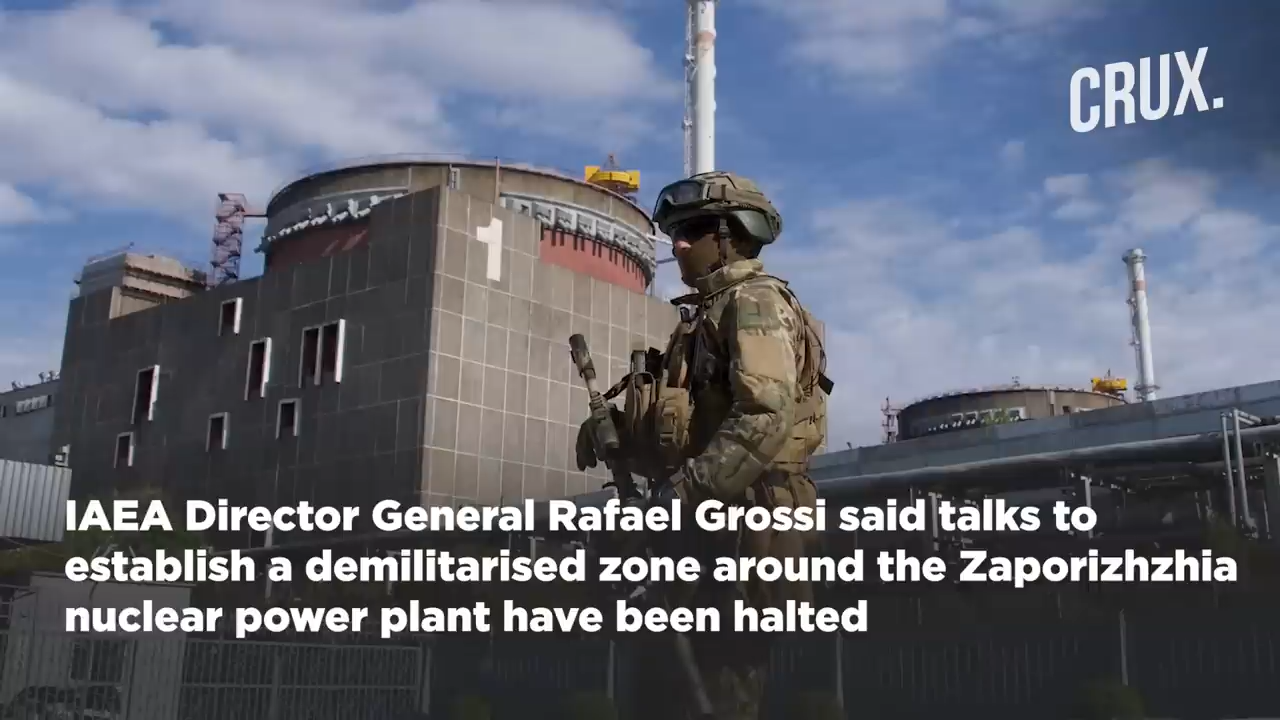 CRUX.
1
IAEA Director General Rafael Grossi said talks to
establish a demilitarised zone around the Zaporizhzhia
nuclear power plant have been halted